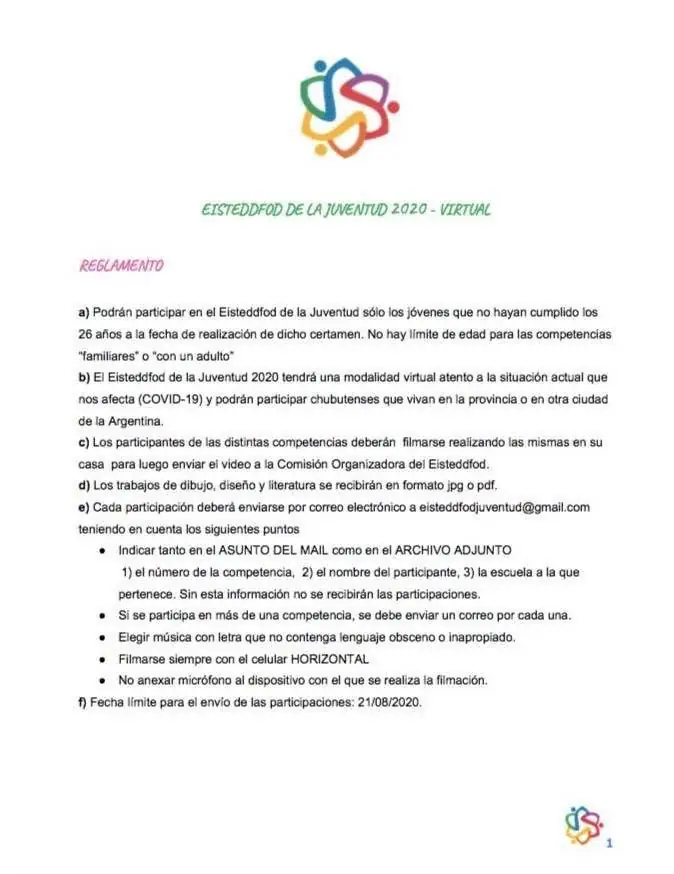 EISTEDDFOD DE LA JUVENTUD 2020 - VIRTUAL
REGLAMENTO
a) Podrán participar en el Eisteddfod de la Juventud sólo los jóvenes que no hayan cumplido los
26 años a la fecha de realización de dicho certamen. No hay límite de edad para las competencias
"familiares" o "con un adulto"
b) El Eisteddfod de la Juventud 2020 tendrá una modalidad virtual atento a la situación actual que
nos afecta (COVID-19) y podrán participar chubutenses que vivan en la provincia o en otra ciudad
de la Argentina.
c) Los participantes de las distintas competencias deberán filmarse realizando las mismas en su
casa para luego enviar el video a la Comisión Organizadora del Eisteddfod.
d) Los trabajos de dibujo, diseño y literatura se recibirán en formato jpg o pdf.
e) Cada participación deberá enviarse por correo electrónico a eisteddfodjuventud@gmail.com
teniendo en cuenta los siguientes puntos
● Indicar tanto en el ASUNTO DEL MAIL como en el ARCHIVO ADJUNTO
1) el número de la competencia, 2) el nombre del participante, 3) la escuela a la que
pertenece. Sin esta información no se recibirán las participaciones.
● Si se participa en más de una competencia, se debe enviar un correo por cada una.
● Elegir música con letra que no contenga lenguaje obsceno o inapropiado.
● Filmarse siempre con el celular HORIZONTAL
● No anexar micrófono al dispositivo con el que se realiza la filmación.
f) Fecha límite para el envío de las participaciones: 21/08/2020.
1